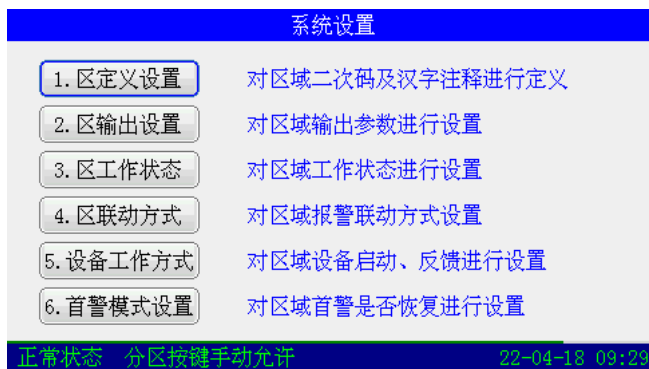 系统设置
1.区定义设置 对区域二次码及汉字注释进行定义
2.区输出设置 对区域输出参数进行设置
3.区工作状态 对区域工作状态进行设置
4.区联动方式 对区域报警联动方式设置
5.设备工作方式 对区域设备启动、反馈进行设置
6.首警模式设置 对区域首警是否恢复进行设置
正常状态 分区按键手动允许 22-04-18 09:29